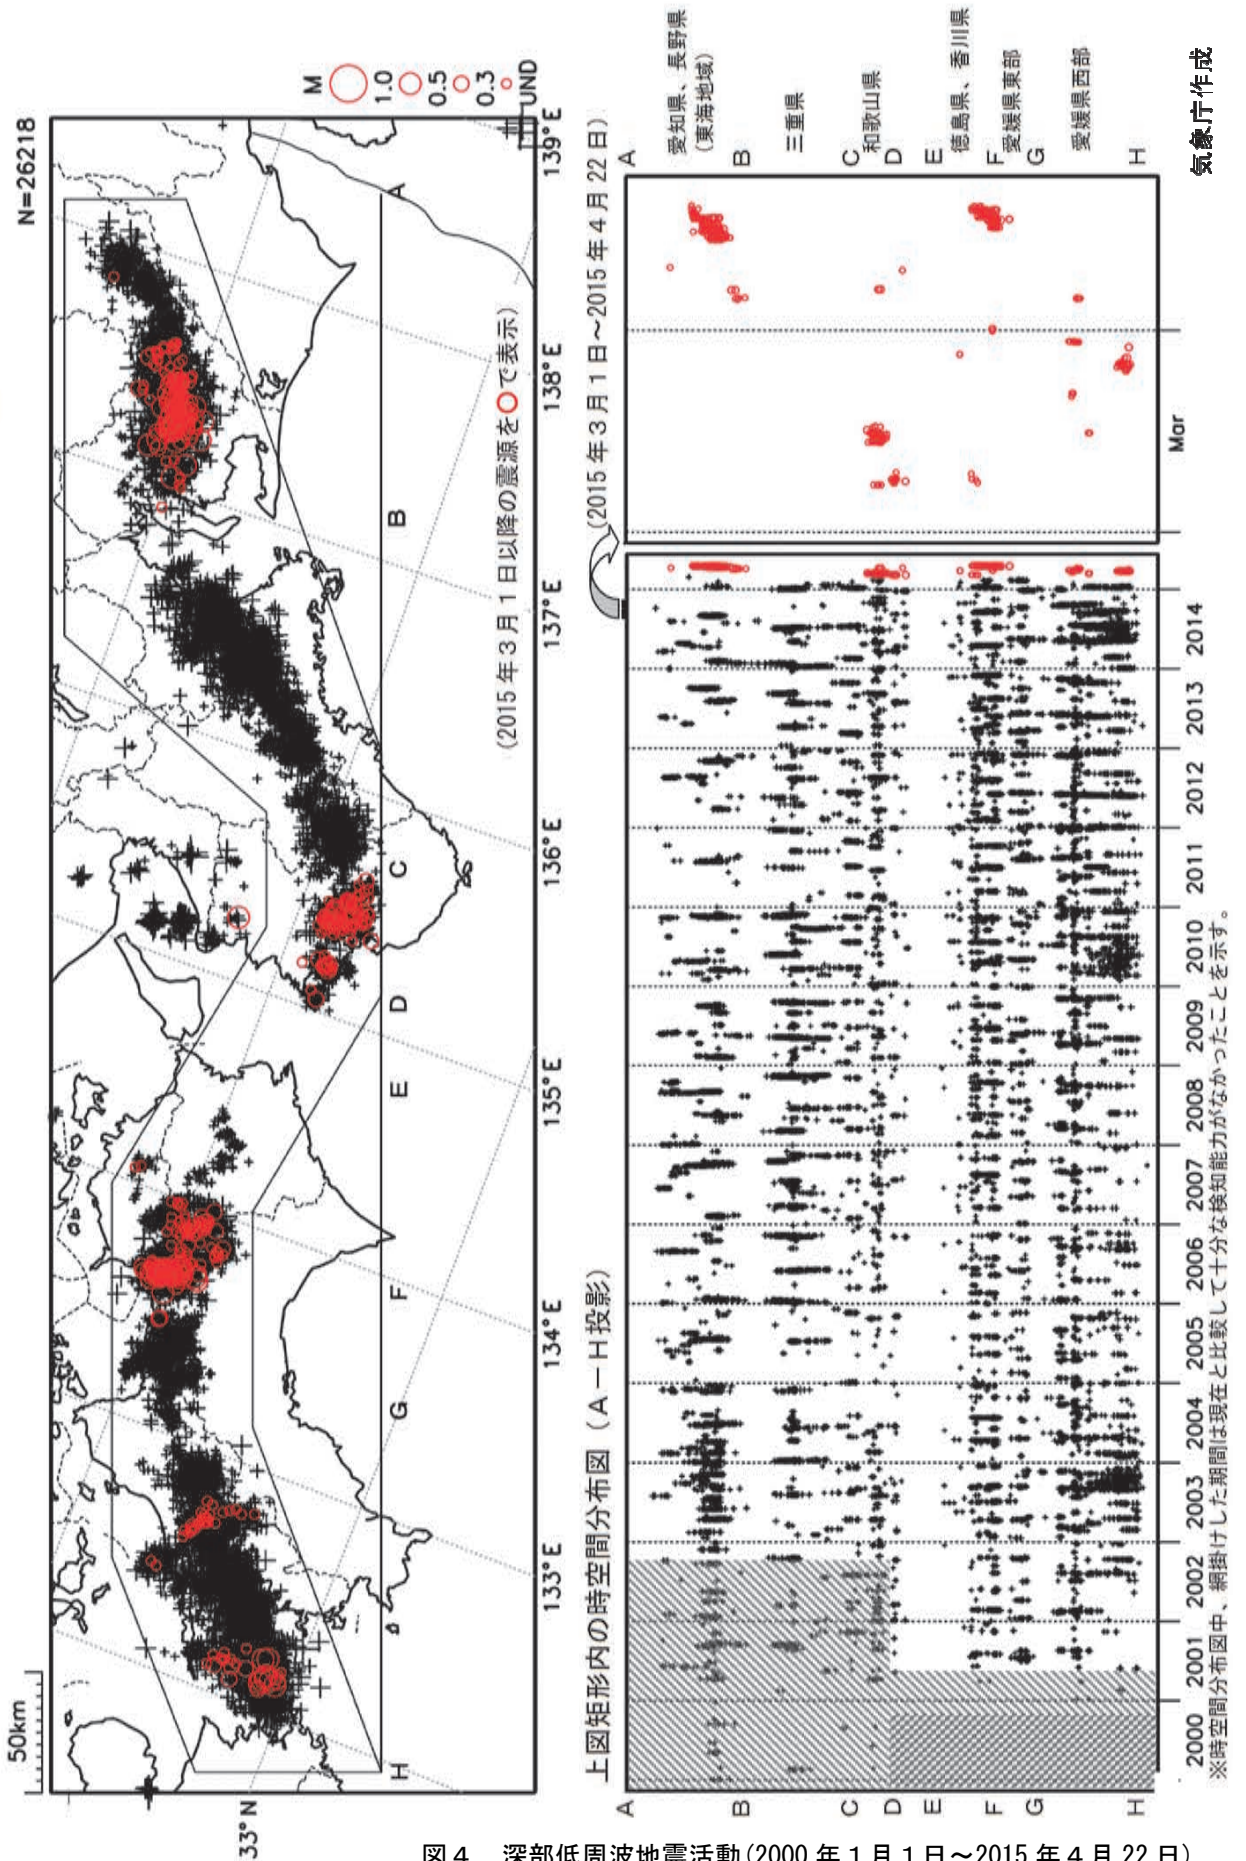 N=26218
50km
M
1.0
0.5
0.3
UND
33°N
133°E
134°E
135°E
136°E
137°E
138°E
139°E
H
G
F
E
D
C
B
A
(2015年3月1日以降の震源を○で表示)
上図矩形内の時空間分布図(A-H投影)
(2015年3月1日~2015年4月22日)
A
B
C
D
E
F
G
H
A
愛知県、長野県
(東海地域)
B
三重県
C
和歌山県
D
E
徳島県、香川県
F
愛媛県東部
G
愛媛県西部
H
2000
2001
2002
2003
2004
2005
2006
2007
2008
2009
2010
2011
2012
2013
2014
Mar
※時空間分布図中、網掛けした期間は現在と比較して十分な検知能力がなかったことを示す。
気象庁作成
図4 深部低周波地震活動(2000年1月1日~2015年4月22日)